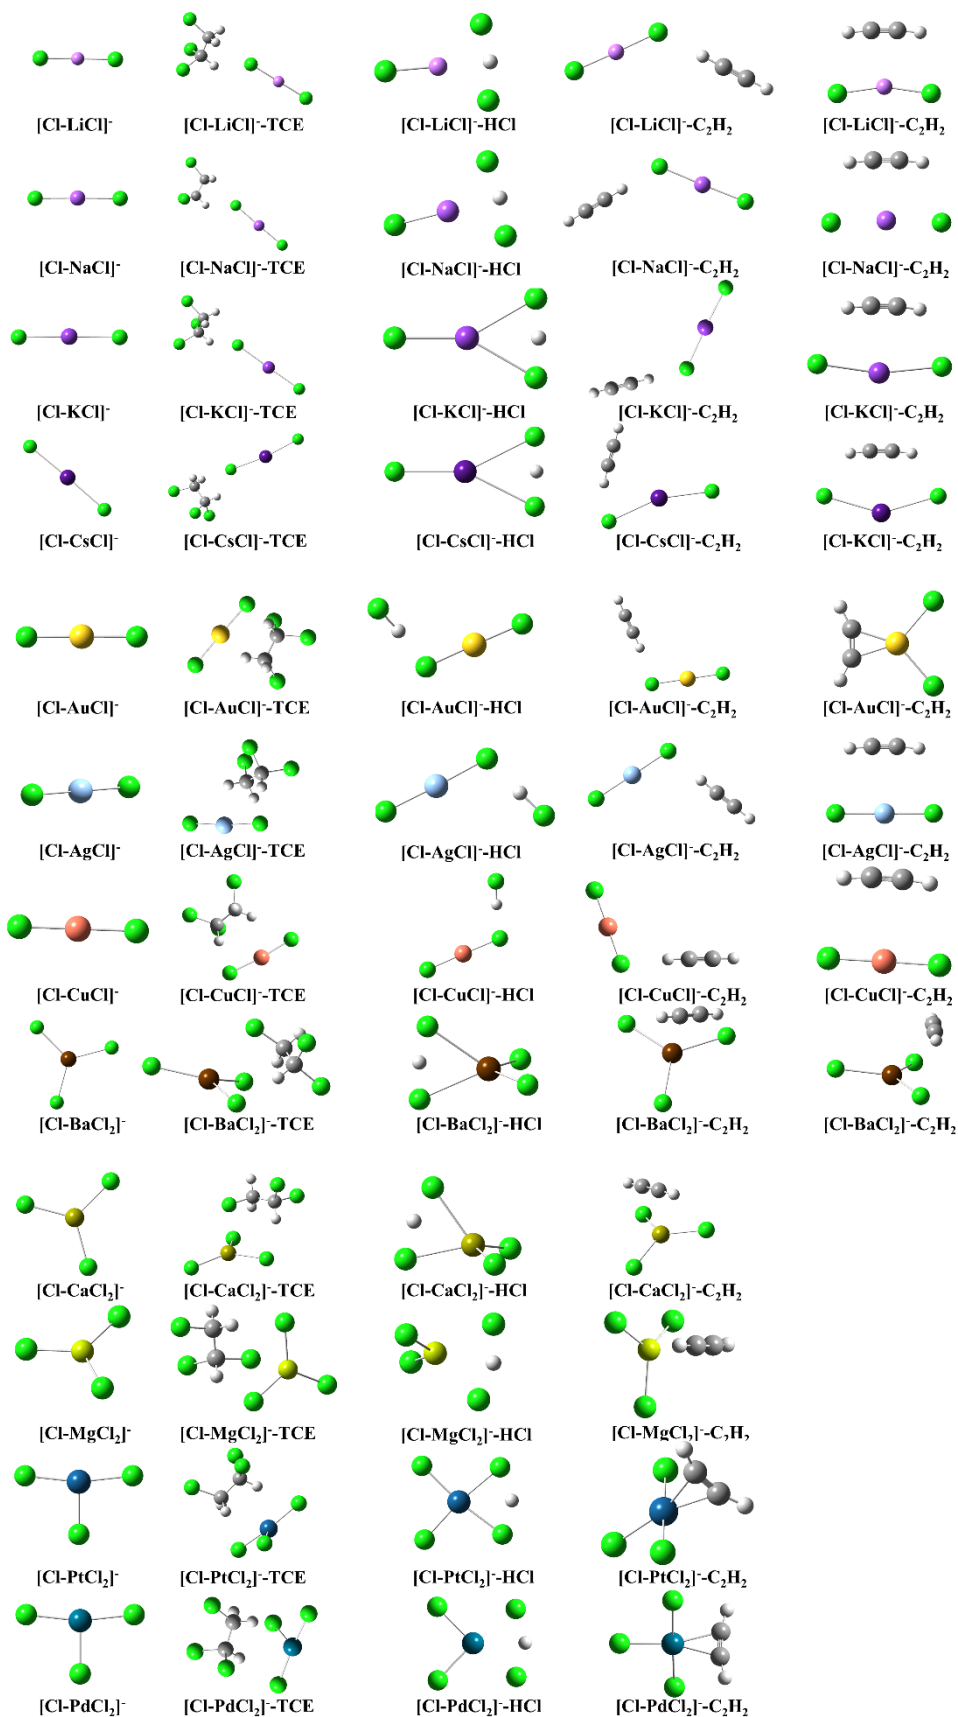 [Cl-LiCl]⁻ [Cl-LiCl]⁻-TCE [Cl-LiCl]⁻-HCl [Cl-LiCl]⁻-C₂H₂ [Cl-LiCl]⁻-C₂H₂
[Cl-NaCl]⁻ [Cl-NaCl]⁻-TCE [Cl-NaCl]⁻-HCl [Cl-NaCl]⁻-C₂H₂ [Cl-NaCl]⁻-C₂H₂
[Cl-KCl]⁻ [Cl-KCl]⁻-TCE [Cl-KCl]⁻-HCl [Cl-KCl]⁻-C₂H₂ [Cl-KCl]⁻-C₂H₂
[Cl-CsCl]⁻ [Cl-CsCl]⁻-TCE [Cl-CsCl]⁻-HCl [Cl-CsCl]⁻-C₂H₂ [Cl-KCl]⁻-C₂H₂
[Cl-AuCl]⁻ [Cl-AuCl]⁻-TCE [Cl-AuCl]⁻-HCl [Cl-AuCl]⁻-C₂H₂ [Cl-AuCl]⁻-C₂H₂
[Cl-AgCl]⁻ [Cl-AgCl]⁻-TCE [Cl-AgCl]⁻-HCl [Cl-AgCl]⁻-C₂H₂ [Cl-AgCl]⁻-C₂H₂
[Cl-CuCl]⁻ [Cl-CuCl]⁻-TCE [Cl-CuCl]⁻-HCl [Cl-CuCl]⁻-C₂H₂ [Cl-CuCl]⁻-C₂H₂
[Cl-BaCl₂]⁻ [Cl-BaCl₂]⁻-TCE [Cl-BaCl₂]⁻-HCl [Cl-BaCl₂]⁻-C₂H₂ [Cl-BaCl₂]⁻-C₂H₂
[Cl-CaCl₂]⁻ [Cl-CaCl₂]⁻-TCE [Cl-CaCl₂]⁻-HCl [Cl-CaCl₂]⁻-C₂H₂
[Cl-MgCl₂]⁻ [Cl-MgCl₂]⁻-TCE [Cl-MgCl₂]⁻-HCl [Cl-MgCl₂]⁻-C₂H₂
[Cl-PtCl₂]⁻ [Cl-PtCl₂]⁻-TCE [Cl-PtCl₂]⁻-HCl [Cl-PtCl₂]⁻-C₂H₂
[Cl-PdCl₂]⁻ [Cl-PdCl₂]⁻-TCE [Cl-PdCl₂]⁻-HCl [Cl-PdCl₂]⁻-C₂H₂